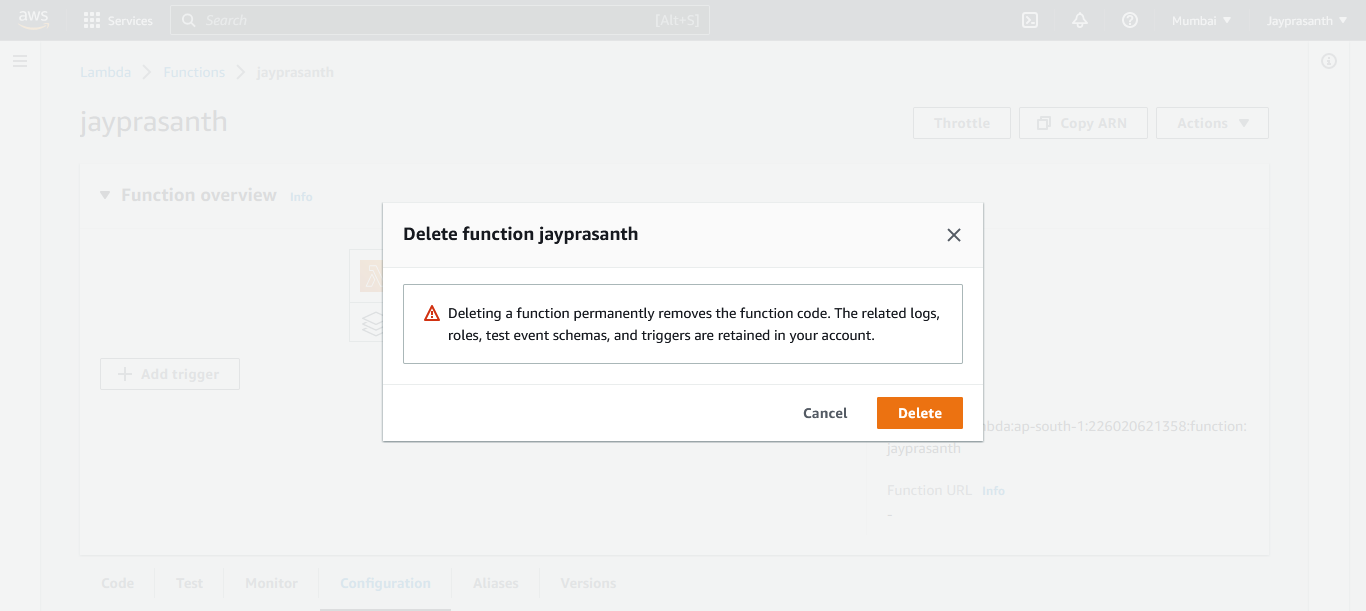 aws Services Search [Alt+S] Mumbai Jayprasanth
Lambda Functions jayprasanth
jayprasanth
Throttle Copy ARN Actions
Function overview Info
Delete function jayprasanth
Deleting a function permanently removes the function code. The related logs,
roles, test event schemas, and triggers are retained in your account.
Add trigger
Cancel Delete
bda:ap-south-1:226020621358:function:
jayprasanth
Function URL Info
-
Code Test Monitor Configuration Aliases Versions